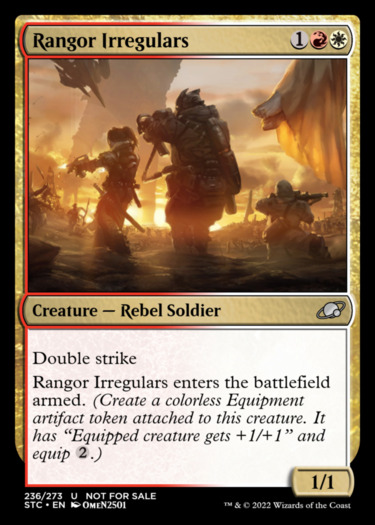 Rangor Irregulars 1
Creature — Rebel Soldier
Double strike
Rangor Irregulars enters the battlefield
armed. (Create a colorless Equipment
artifact token attached to this creature. It
has “Equipped creature gets +1/+1” and
equip 2.)
1/1
236/273 U NOT FOR SALE
STC • EN OmeN2501
™ & © 2022 Wizards of the Coast